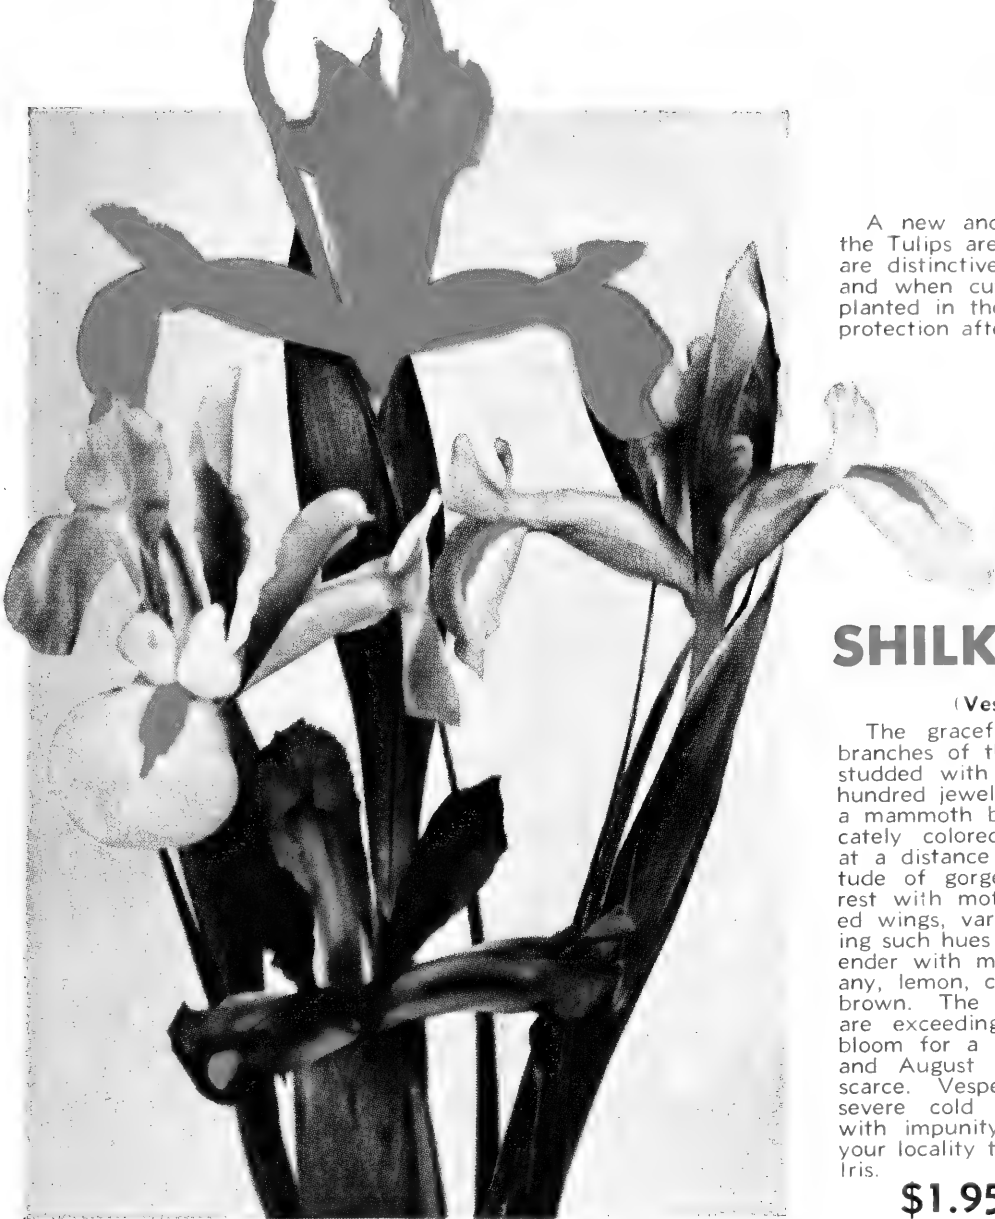 A new and
the Tulips are
are distinctive
and when cu
planted in the
protection afte
SHILK
(Ves
The gracef
branches of t
studded with
hundred jewel
a mammoth b
cately colored
at a distance
tude of gorge
rest with mot
ed wings, var
ing such hues
ender with m
any, lemon, c
brown. The
are exceeding
bloom for a
and August
scarce. Vespe
severe cold
with impunity
your locality t
Iris.
$1.95